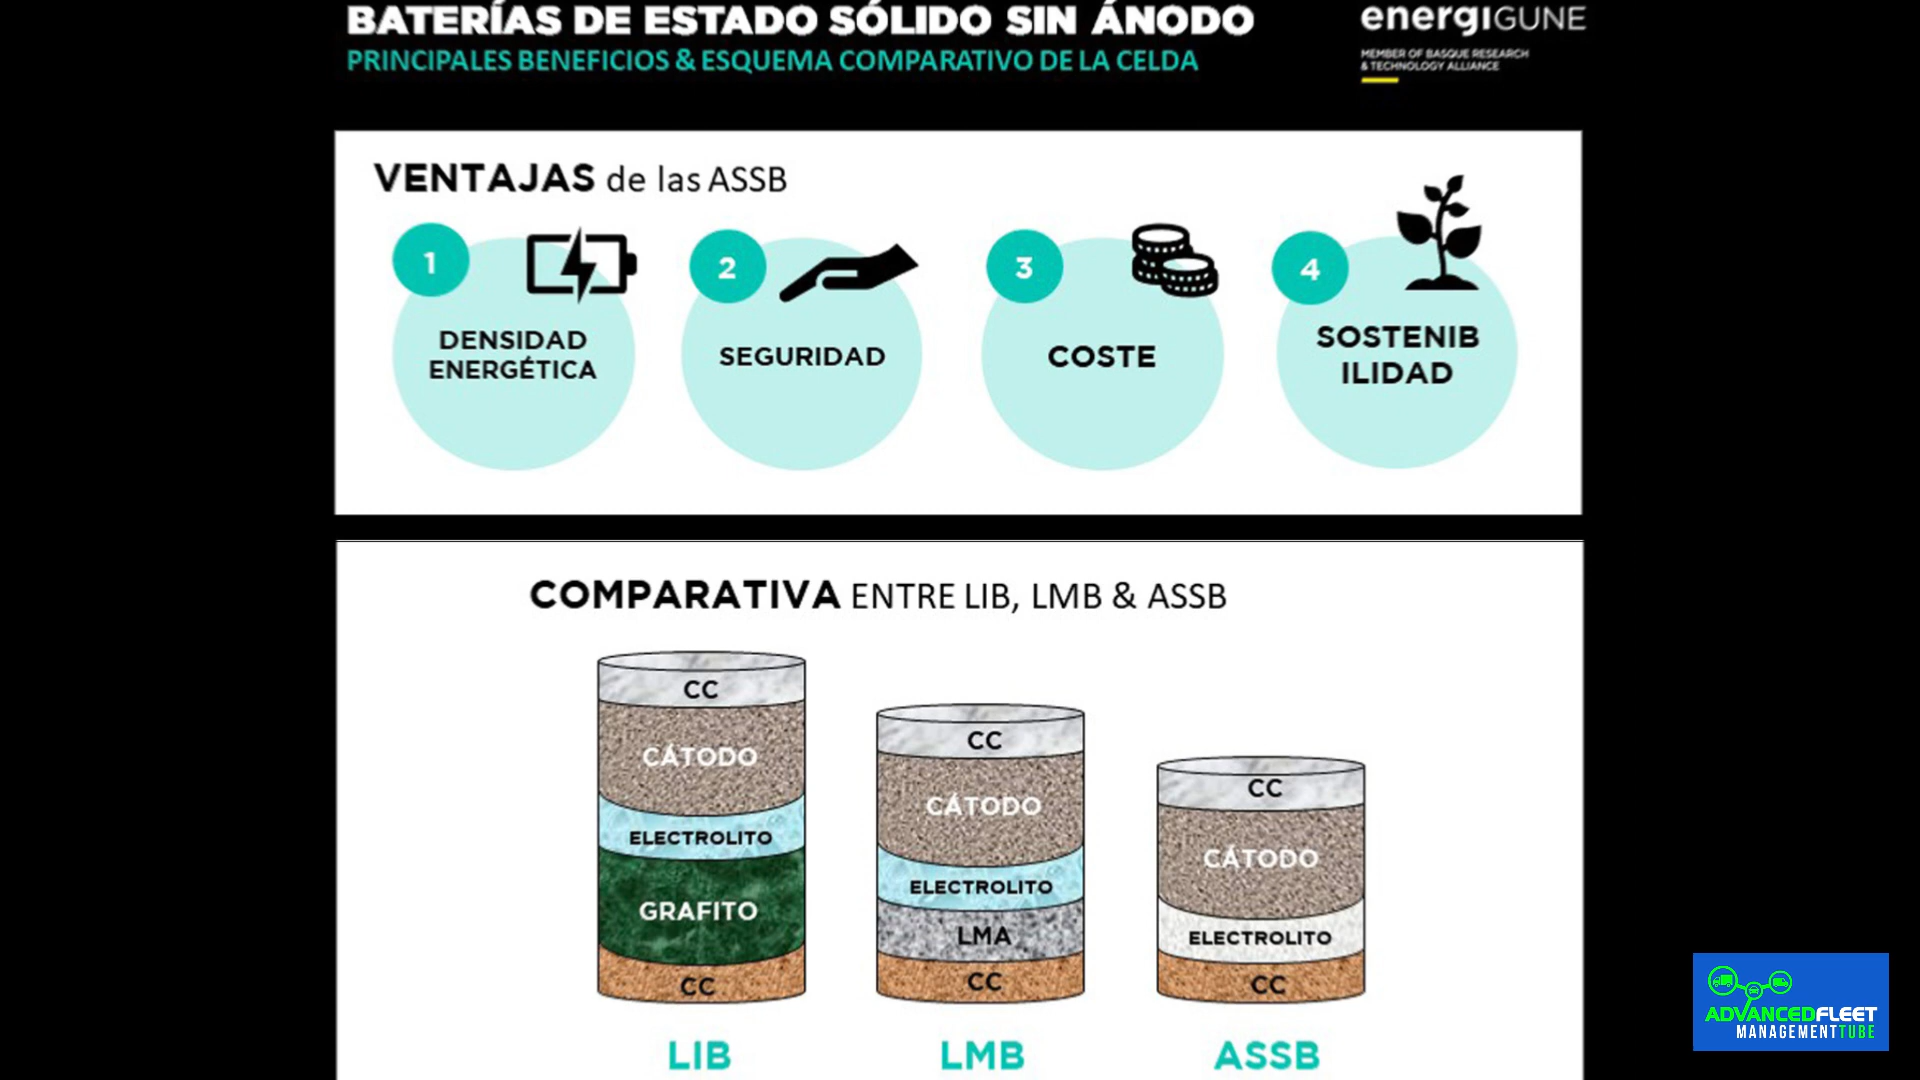 BATERÍAS DE ESTADO SÓLIDO SIN ÁNODO
PRINCIPALES BENEFICIOS & ESQUEMA COMPARATIVO DE LA CELDA
energiGUNE
MEMBER OF BASQUE RESEARCH
& TECHNOLOGY ALLIANCE
VENTAJAS de las ASSB
1
DENSIDAD
ENERGÉTICA
2
SEGURIDAD
3
COSTE
4
SOSTENIB
ILIDAD
COMPARATIVA ENTRE LIB, LMB & ASSB
CC
CÁTODO
ELECTROLITO
GRAFITO
CC
LIB
CC
CÁTODO
ELECTROLITO
LMA
CC
LMB
CC
CÁTODO
ELECTROLITO
CC
ASSB
ADVANCEDFLEET
MANAGEMENTTUBE